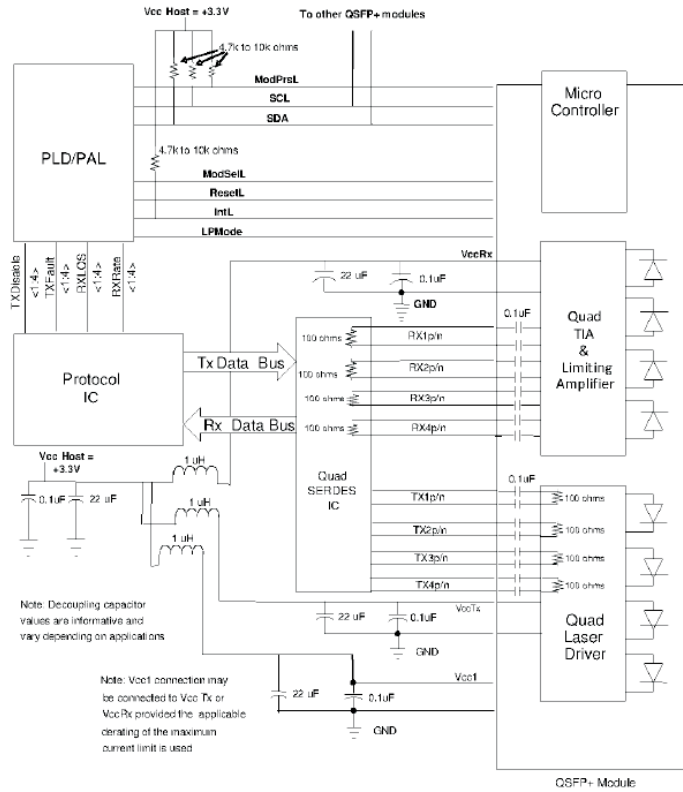 Vcc Host = +3.3V
To other QSFP+ modules
4.7k to 10k ohms
ModPrsL
SCL
SDA
PLD/PAL
4.7k to 10k ohms
ModSelL
ResetL
IntL
LPMode
Micro
Controller
TXDisable
<1:4>
TXFault
<1:4>
RXLOS
<1:4>
RXRate
<1:4>
VccRx
22 uF
0.1uF
GND
0.1uF
Quad
TIA
&
Limiting
Amplifier
100 ohms
RX1p/n
100 ohms
RX2p/n
100 ohms
RX3p/n
100 ohms
RX4p/n
Protocol
IC
Tx Data Bus
Rx Data Bus
Quad
SERDES
IC
Vcc Host =
+3.3V
0.1uF
22 uF
1 uH
1 uH
1 uH
0.1uF
TX1p/n
100 ohms
TX2p/n
100 ohms
TX3p/n
100 ohms
TX4p/n
100 ohms
Quad
Laser
Driver
VccTx
22 uF
0.1uF
GND
Note: Decoupling capacitor
values are informative and
vary depending on applications
Vcc1
Note: Vcc1 connection may
be connected to Vcc Tx or
Vcc Rx provided the applicable
derating of the maximum
current limit is used
22 uF
0.1uF
GND
QSFP+ Module